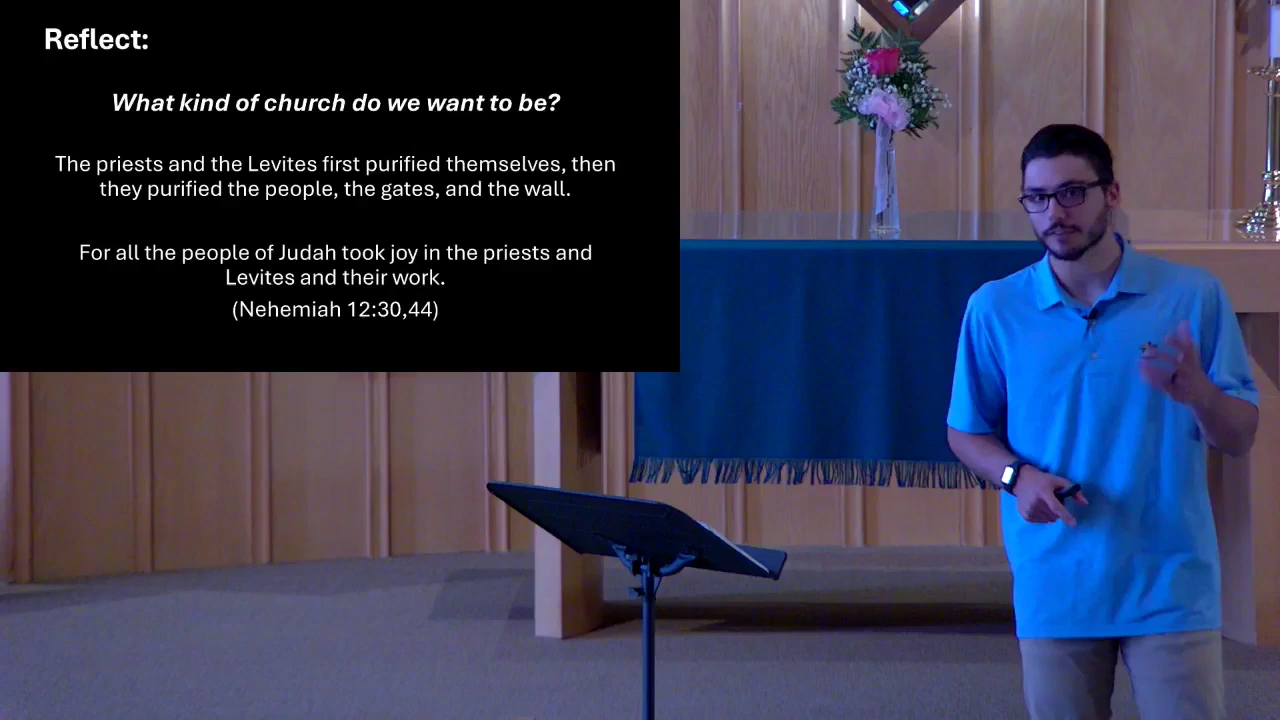 Reflect:
What kind of church do we want to be?
The priests and the Levites first purified themselves, then
they purified the people, the gates, and the wall.
For all the people of Judah took joy in the priests and
Levites and their work.
(Nehemiah 12:30,44)